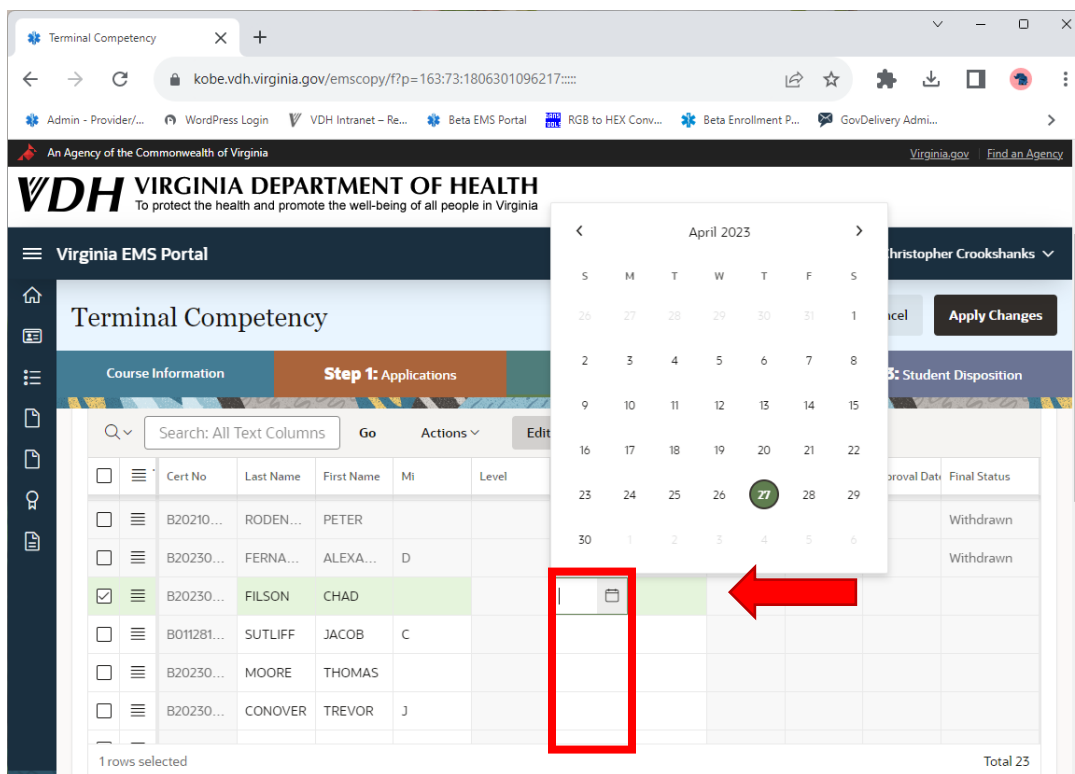 Terminal Competency
kobe.vdh.virginia.gov/emscopy/f?p=163:73:1806301096217:::::
Admin - Provider/... WordPress Login VDH Intranet – Re... Beta EMS Portal RGB to HEX Conv... Beta Enrollment P... GovDelivery Admi...
An Agency of the Commonwealth of Virginia Virginia.gov Find an Agency
VDH VIRGINIA DEPARTMENT OF HEALTH
To protect the health and promote the well-being of all people in Virginia
April 2023
Virginia EMS Portal Christopher Crookshanks
S M T W T F S
26 27 28 29 30 31 1
Terminal Competency ncel Apply Changes
2 3 4 5 6 7 8
Course Information Step 1: Applications 3: Student Disposition
9 10 11 12 13 14 15
Search: All Text Columns Go Actions Edit
16 17 18 19 20 21 22
Cert No Last Name First Name Mi Level proval Date Final Status
23 24 25 26 27 28 29
B20210... RODEN... PETER Withdrawn
30 1 2 3 4 5 6
B20230... FERNA... ALEXA... D Withdrawn
B20230... FILSON CHAD
B011281... SUTLIFF JACOB C
B20230... MOORE THOMAS
B20230... CONOVER TREVOR J
1 rows selected Total 23